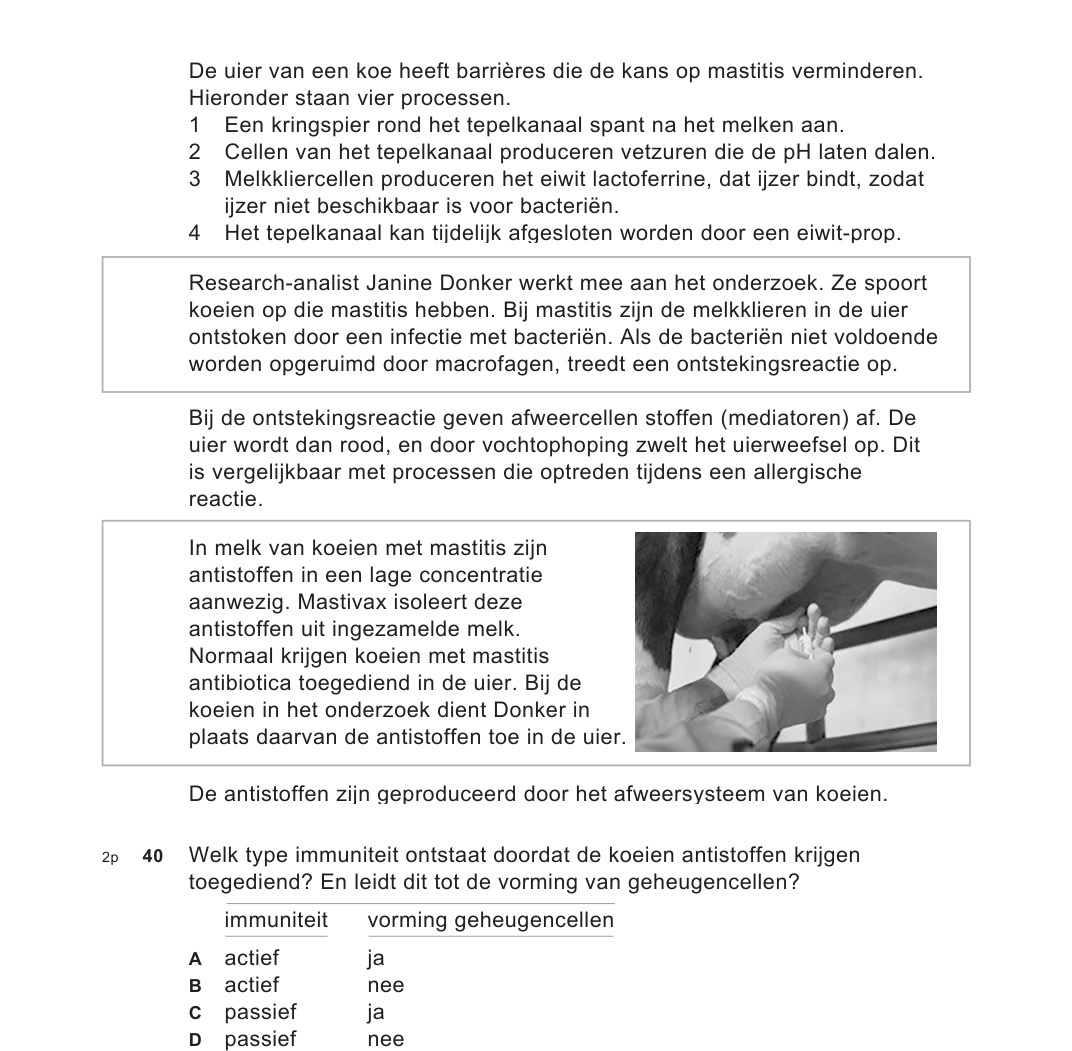 De uier van een koe heeft barrières die de kans op mastitis verminderen.
Hieronder staan vier processen.
1 Een kringspier rond het tepelkanaal spant na het melken aan.
2 Cellen van het tepelkanaal produceren vetzuren die de pH laten dalen.
3 Melkkliercellen produceren het eiwit lactoferrine, dat ijzer bindt, zodat
ijzer niet beschikbaar is voor bacteriën.
4 Het tepelkanaal kan tijdelijk afgesloten worden door een eiwit-prop.
Research-analist Janine Donker werkt mee aan het onderzoek. Ze spoort
koeien op die mastitis hebben. Bij mastitis zijn de melkklieren in de uier
ontstoken door een infectie met bacteriën. Als de bacteriën niet voldoende
worden opgeruimd door macrofagen, treedt een ontstekingsreactie op.
Bij de ontstekingsreactie geven afweercellen stoffen (mediatoren) af. De
uier wordt dan rood, en door vochtophoping zwelt het uierweefsel op. Dit
is vergelijkbaar met processen die optreden tijdens een allergische
reactie.
In melk van koeien met mastitis zijn
antistoffen in een lage concentratie
aanwezig. Mastivax isoleert deze
antistoffen uit ingezamelde melk.
Normaal krijgen koeien met mastitis
antibiotica toegediend in de uier. Bij de
koeien in het onderzoek dient Donker in
plaats daarvan de antistoffen toe in de uier.
De antistoffen zijn geproduceerd door het afweersysteem van koeien.
2p 40 Welk type immuniteit ontstaat doordat de koeien antistoffen krijgen
toegediend? En leidt dit tot de vorming van geheugencellen?
immuniteit vorming geheugencellen
A actief ja
B actief nee
C passief ja
D passief nee